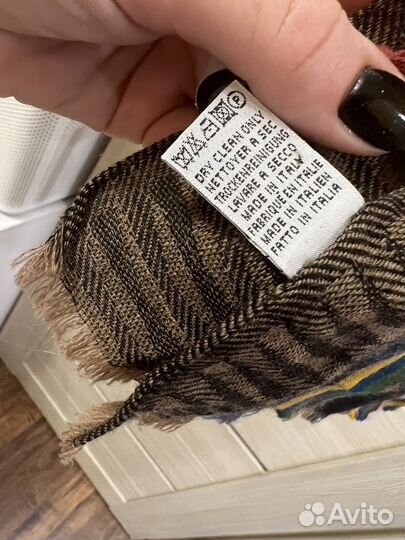 DRY CLEAN ONLY
NETTOYER A SEC
TROCKENREINIGUNG
LAVARE A SECCO
MADE IN ITALY
FABRIQUE EN ITALIE
MADE IN ITALIEN
FATTO IN ITALIA
Avito